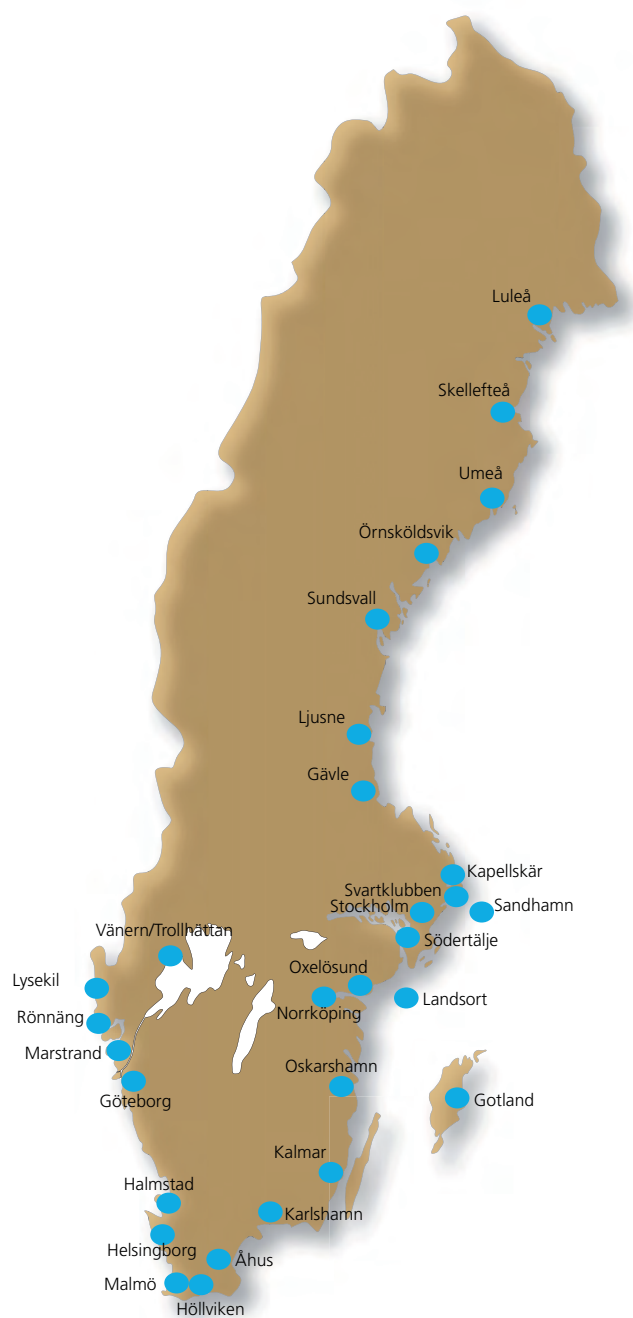 Luleå
Skellefteå
Umeå
Örnsköldsvik
Sundsvall
Ljusne
Gävle
Kapellskär
Svartklubben
Stockholm
Sandhamn
Vänern/Trollhättan
Södertälje
Oxelösund
Lysekil
Landsort
Norrköping
Rönnäng
Marstrand
Oskarshamn
Göteborg
Gotland
Kalmar
Halmstad
Karlshamn
Helsingborg
Åhus
Malmö
Höllviken